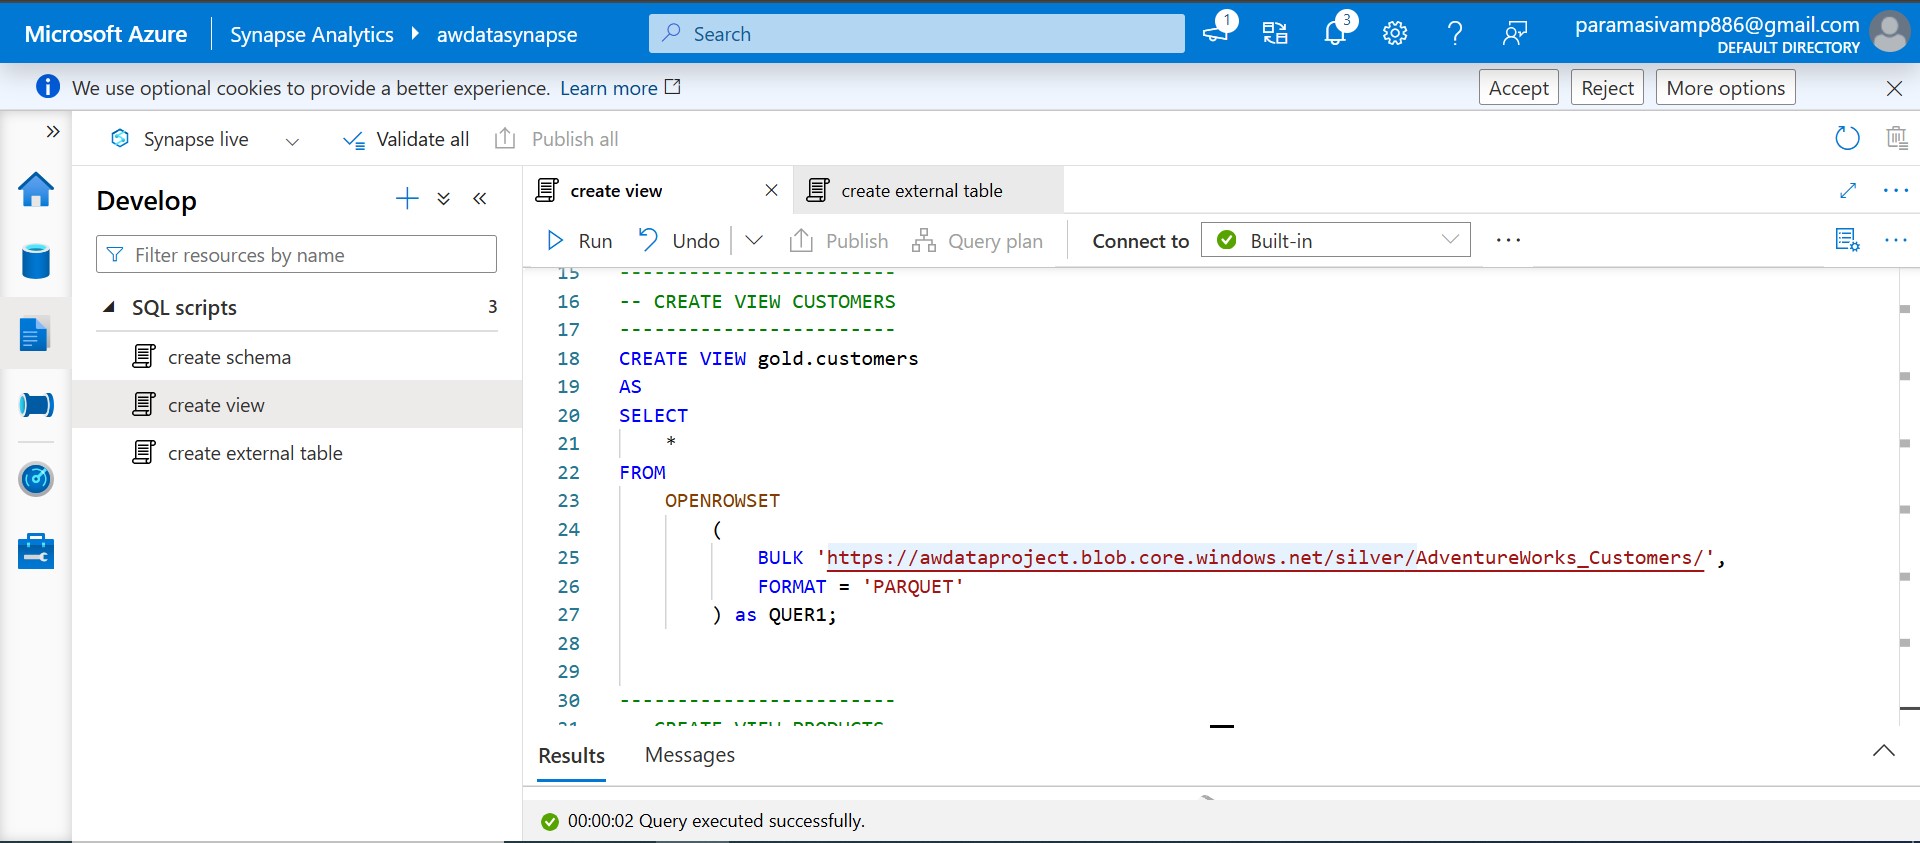 Microsoft Azure
Synapse Analytics
awdatasynapse
Search
1
3
paramasivamp886@gmail.com
DEFAULT DIRECTORY
We use optional cookies to provide a better experience. Learn more
Accept
Reject
More options
Synapse live
Validate all
Publish all
Develop
Filter resources by name
SQL scripts 3
create schema
create view
create external table
create view
create external table
Run
Undo
Publish
Query plan
Connect to
Built-in
15 ------------------------
16 -- CREATE VIEW CUSTOMERS
17 ------------------------
18 CREATE VIEW gold.customers
19 AS
20 SELECT
21 *
22 FROM
23 OPENROWSET
24 (
25 BULK 'https://awdataproject.blob.core.windows.net/silver/AdventureWorks_Customers/',
26 FORMAT = 'PARQUET'
27 ) as QUER1;
28
29
30 ------------------------
31 CREATE VIEW PRODUCTS
Results
Messages
00:00:02 Query executed successfully.